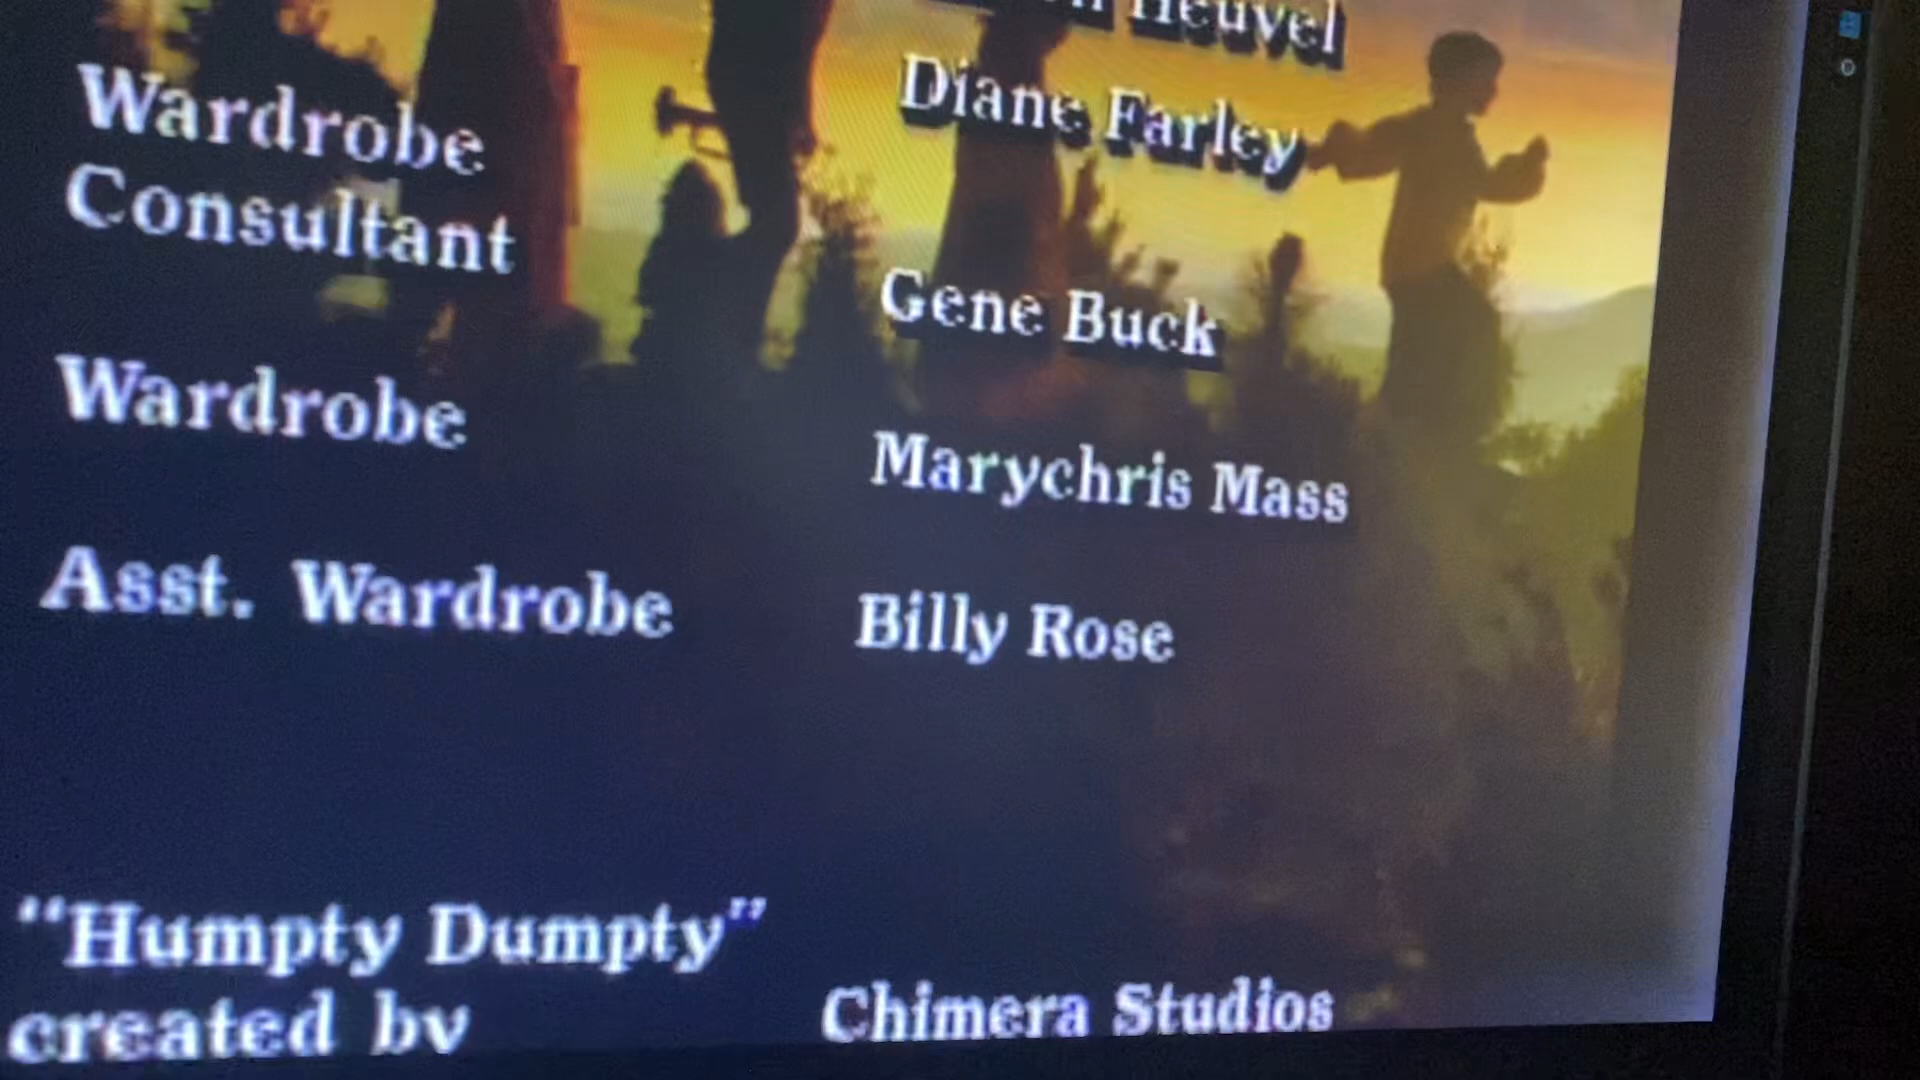 Heuvel
Diane Farley
Wardrobe
Consultant
Gene Buck
Wardrobe
Marychris Mass
Asst. Wardrobe
Billy Rose
"Humpty Dumpty"
created by
Chimera Studios